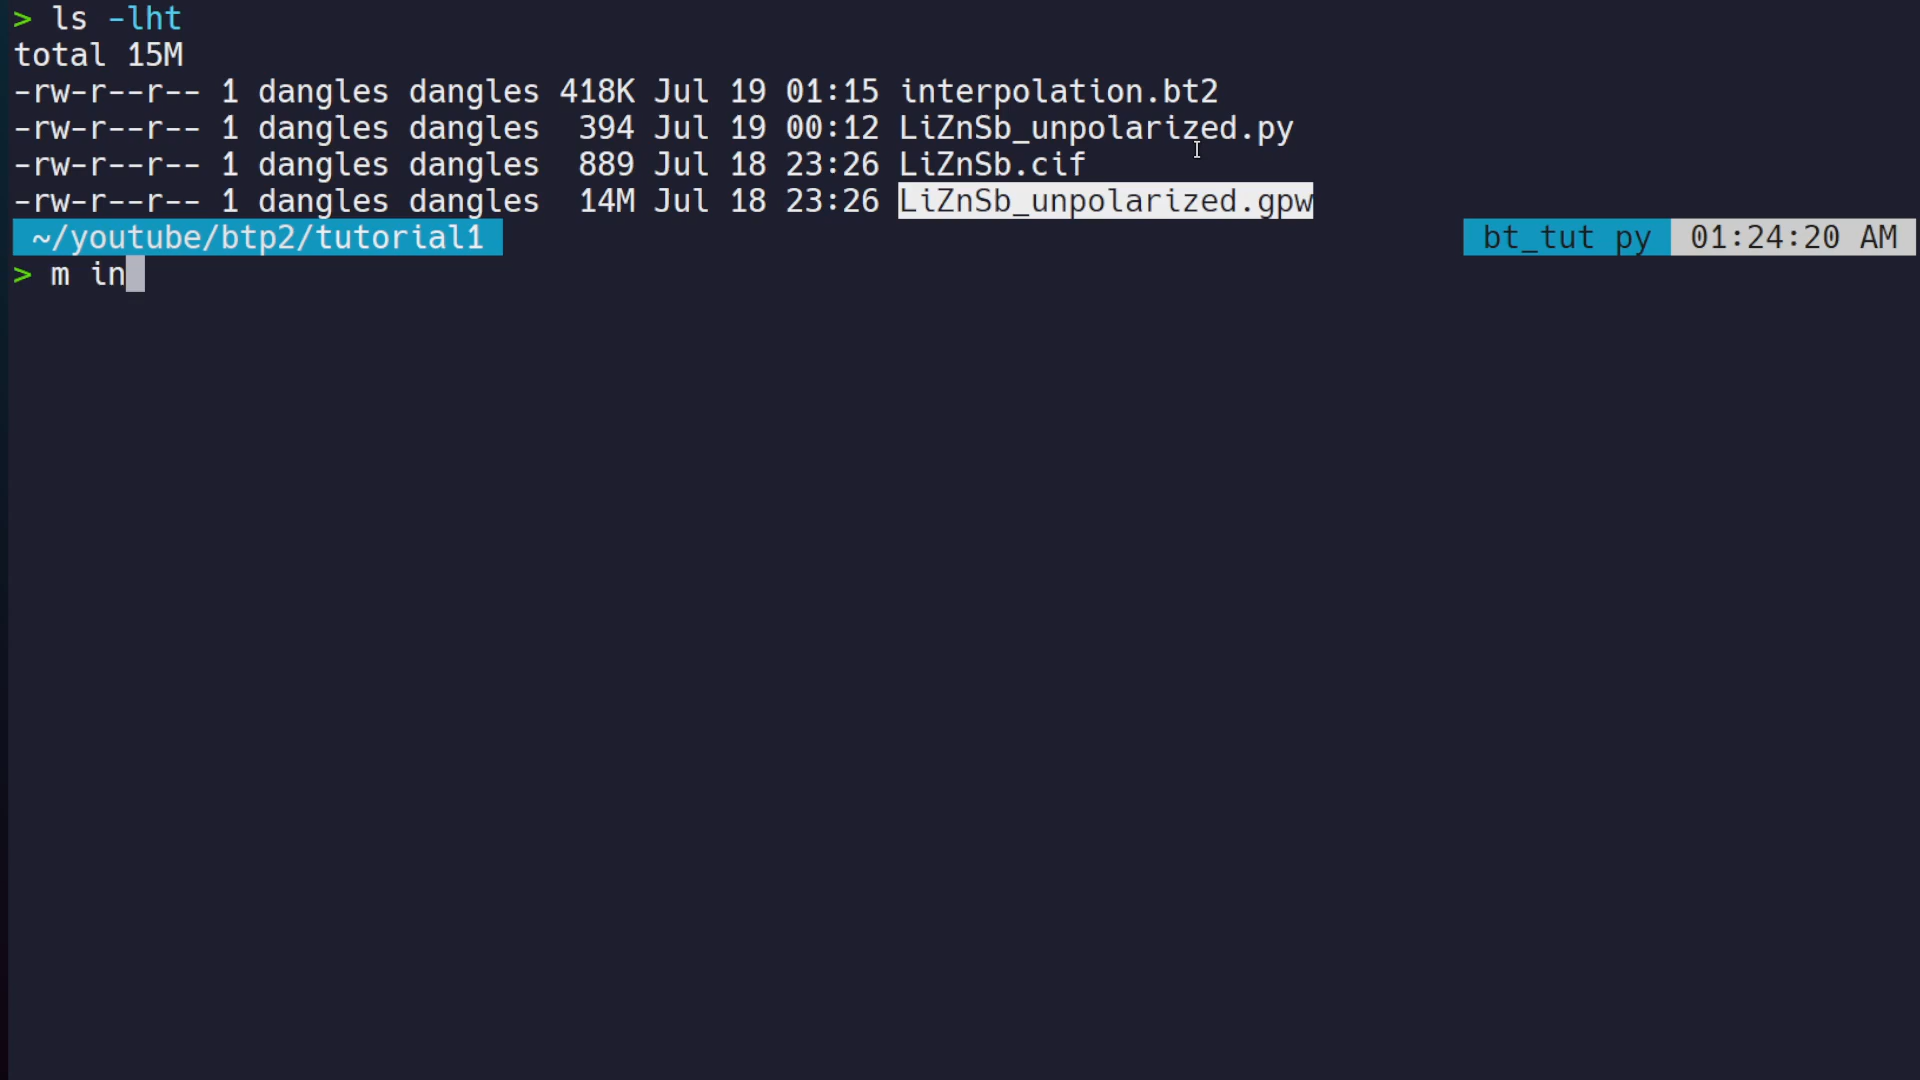 > ls -lht
total 15M
-rw-r--r-- 1 dangles dangles 418K Jul 19 01:15 interpolation.bt2
-rw-r--r-- 1 dangles dangles  394 Jul 19 00:12 LiZnSb_unpolarized.py
-rw-r--r-- 1 dangles dangles  889 Jul 18 23:26 LiZnSb.cif
-rw-r--r-- 1 dangles dangles  14M Jul 18 23:26 LiZnSb_unpolarized.gpw
~/youtube/btp2/tutorial1 bt_tut py 01:24:20 AM
> m in